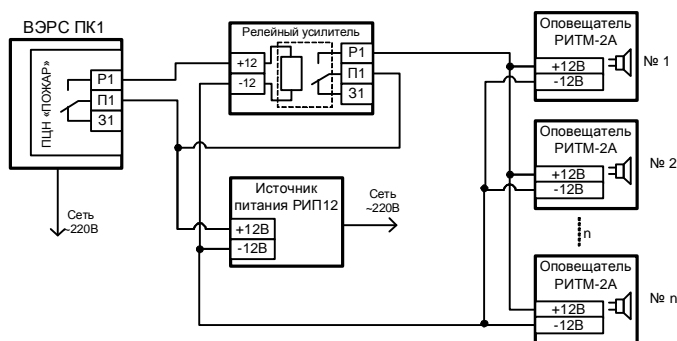 ВЭРС ПК1
ПЦН «ПОЖАР»
Р1
П1
З1
Сеть
~220В
Релейный усилитель
+12
-12
Р1
П1
З1
Источник
питания РИП12
+12В
-12В
Сеть
~220В
Оповещатель
РИТМ-2А
+12В
-12В
№ 1
Оповещатель
РИТМ-2А
+12В
-12В
№ 2
n
Оповещатель
РИТМ-2А
+12В
-12В
№ n